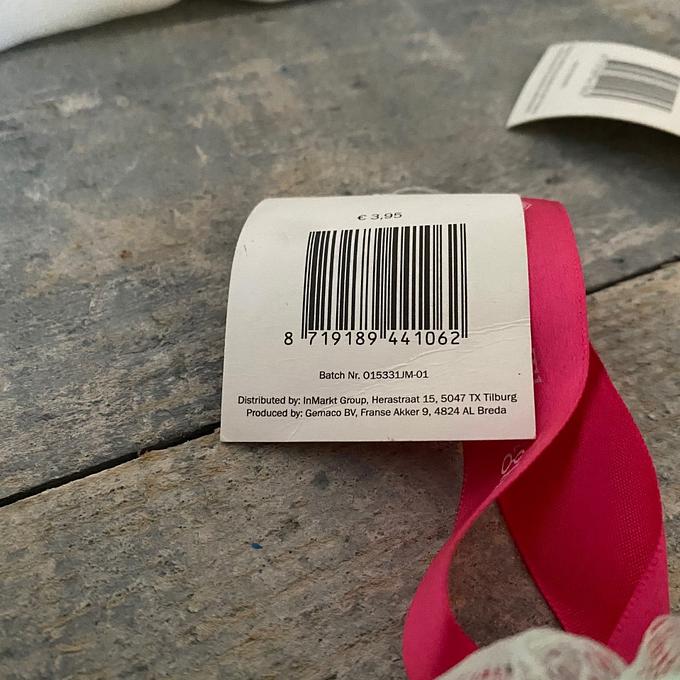 € 3,95
8 719189 441062
Batch Nr. 015331JM-01
Distributed by: InMarkt Group, Herastraat 15, 5047 TX Tilburg
Produced by: Gemaco BV, Franse Akker 9, 4824 AL Breda